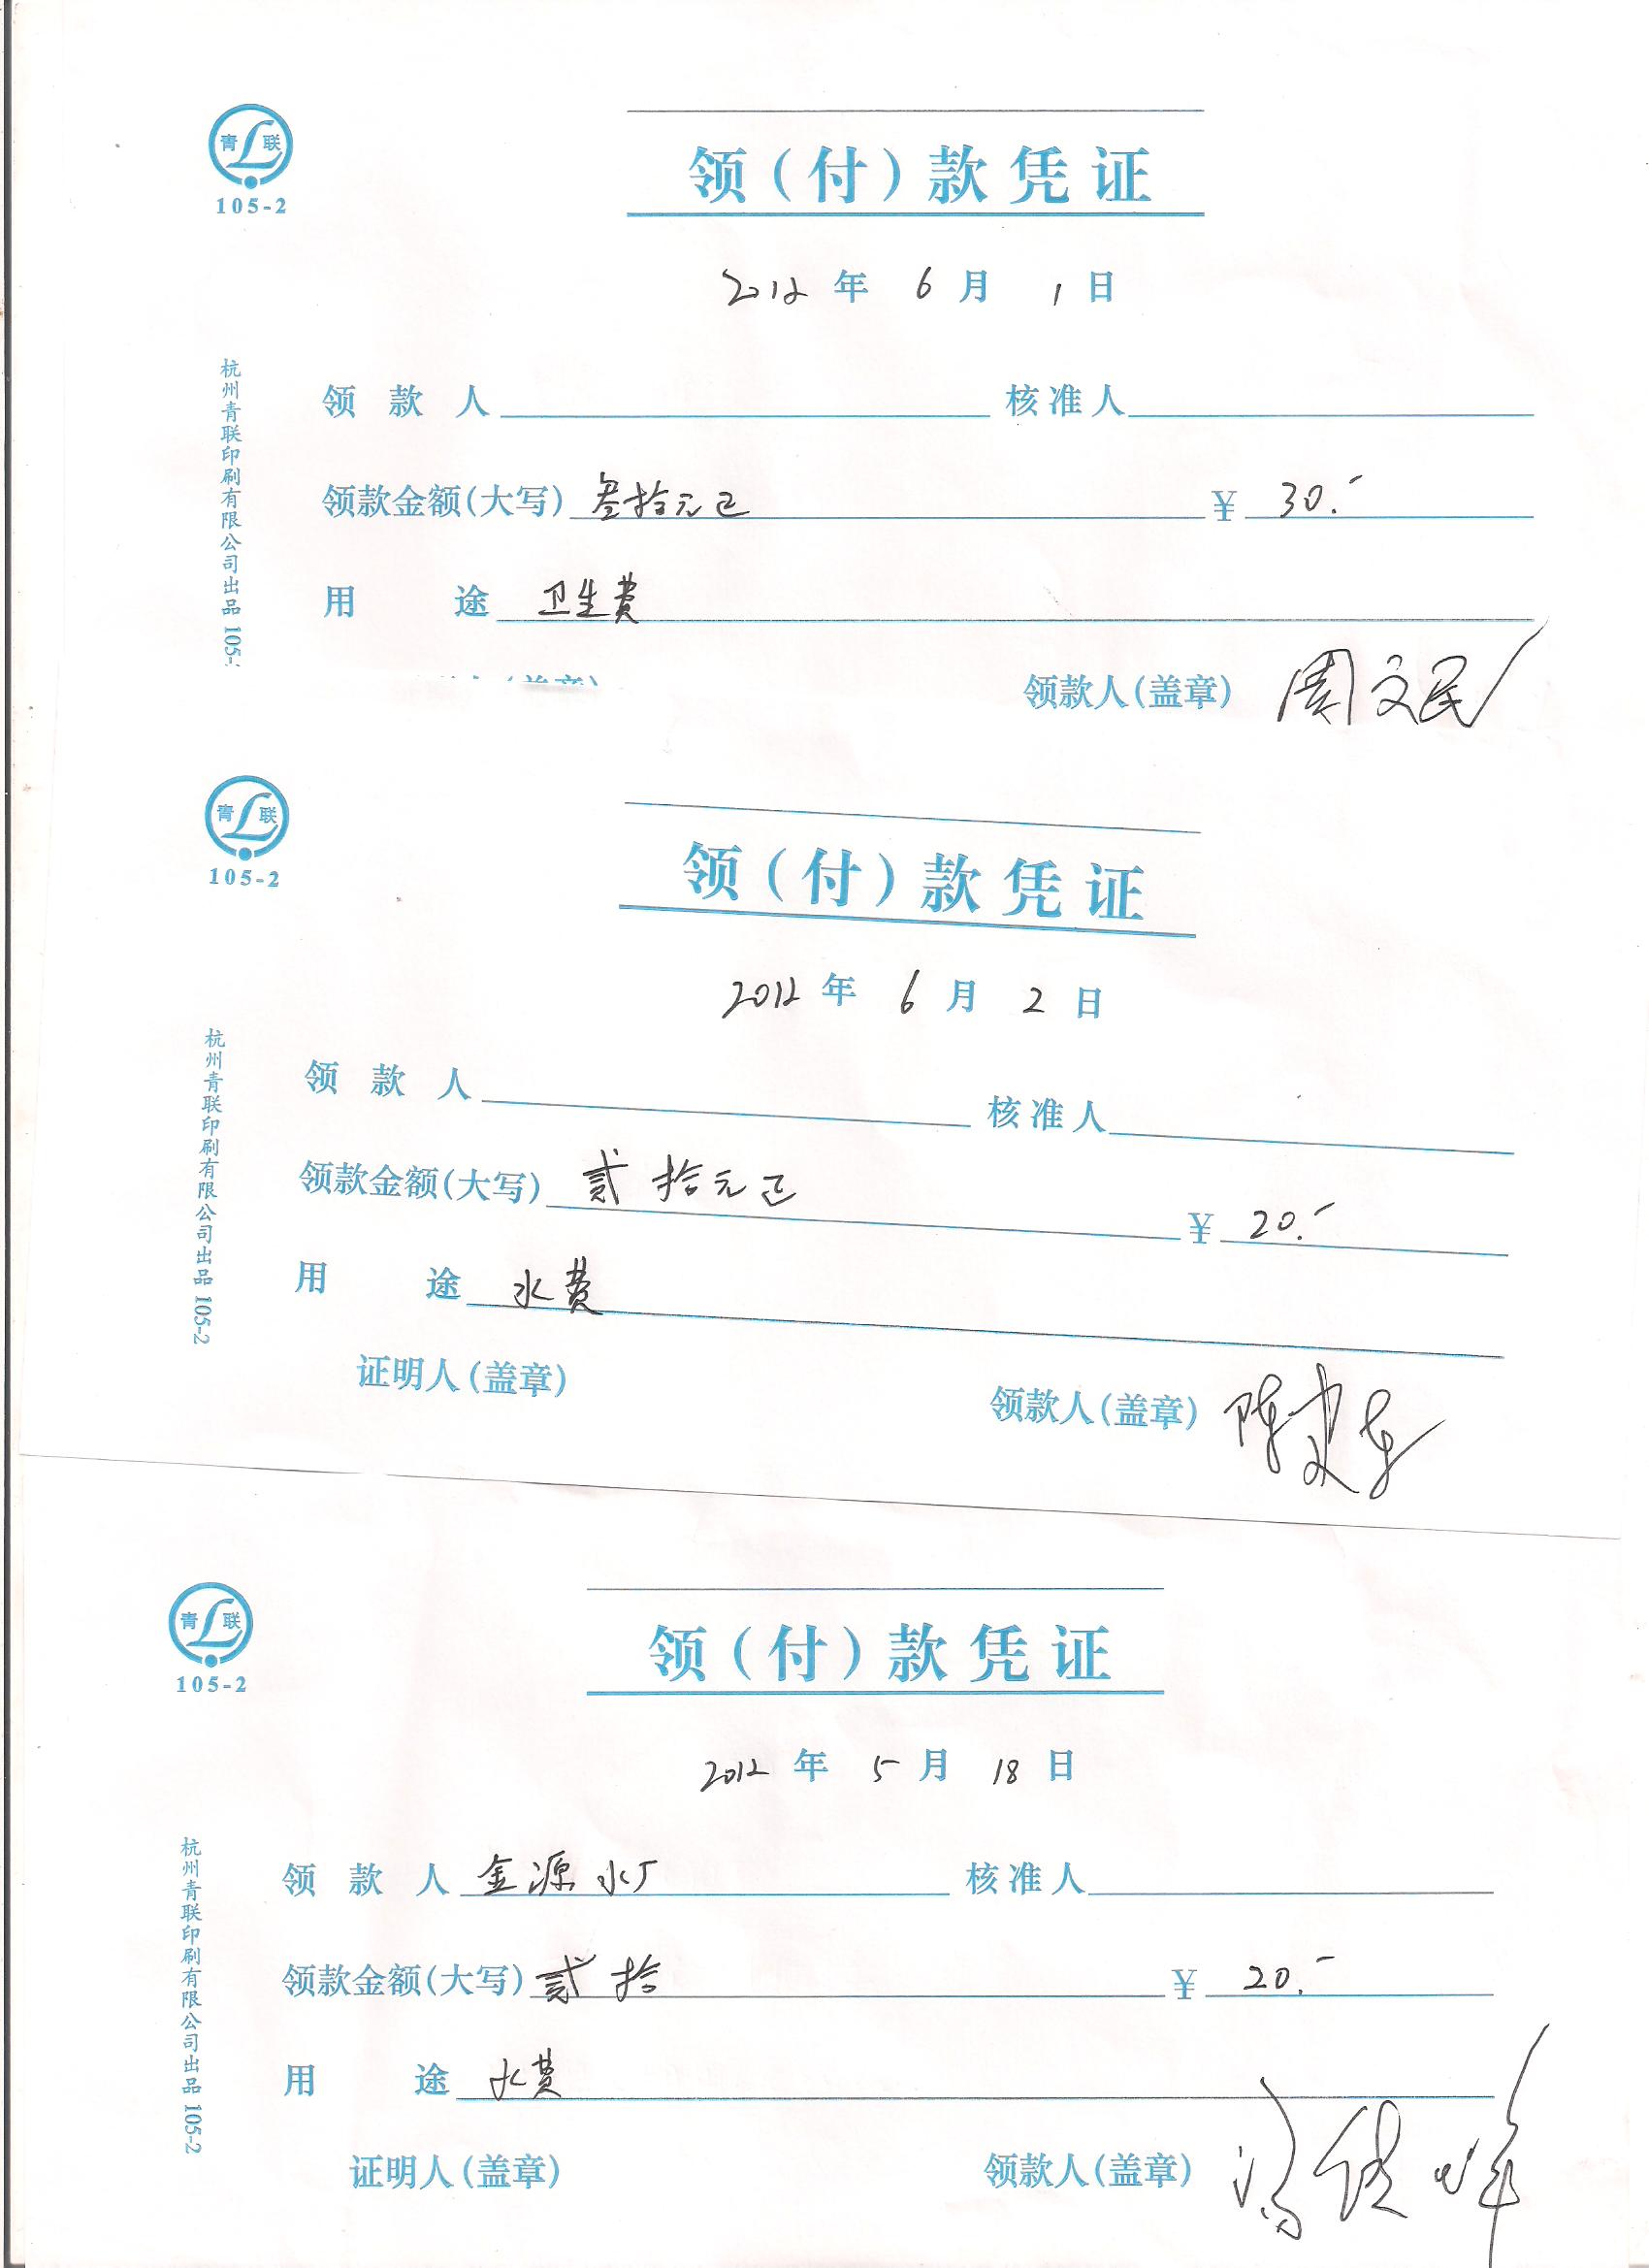 青 L 联
105-2
领(付)款凭证
2012 年 6 月 1 日
杭州青联印刷有限公司出品 105-
领 款 人 核准人
领款金额(大写) 叁拾元正 ¥ 30.-
用 途 卫生费
领款人(盖章) 周文民
青 L 联
105-2
领(付)款凭证
2012 年 6 月 2 日
杭州青联印刷有限公司出品 105-2
领 款 人 核准人
领款金额(大写) 贰拾元正 ¥ 20.-
用 途 水费
证明人(盖章) 领款人(盖章) 陈建东
青 L 联
105-2
领(付)款凭证
2012 年 5 月 18 日
杭州青联印刷有限公司出品 105-2
领 款 人 金源水厂 核准人
领款金额(大写) 贰拾 ¥ 20.-
用 途 水费
证明人(盖章) 领款人(盖章)